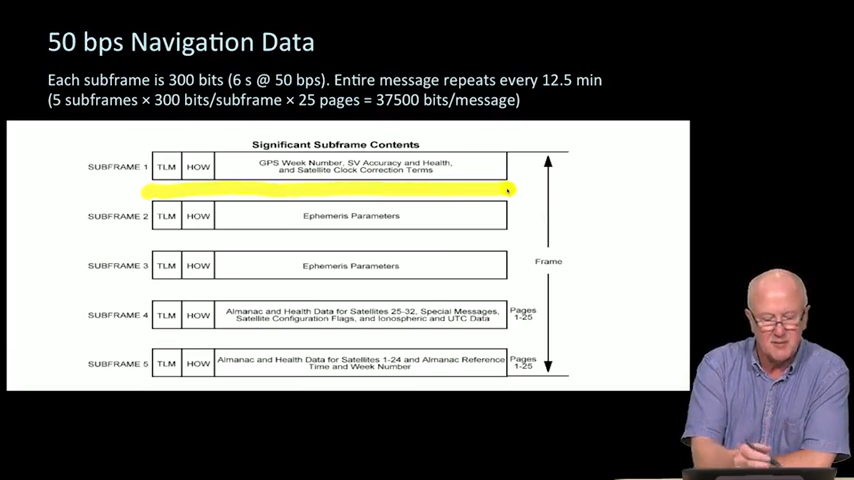 50 bps Navigation Data
Each subframe is 300 bits (6 s @ 50 bps). Entire message repeats every 12.5 min
(5 subframes × 300 bits/subframe × 25 pages = 37500 bits/message)
Significant Subframe Contents
SUBFRAME 1 TLM HOW GPS Week Number, SV Accuracy and Health,
and Satellite Clock Correction Terms
SUBFRAME 2 TLM HOW Ephemeris Parameters
Frame
SUBFRAME 3 TLM HOW Ephemeris Parameters
SUBFRAME 4 TLM HOW Almanac and Health Data for Satellites 25-32, Special Messages,
Satellite Configuration Flags, and Ionospheric and UTC Data
Pages
1-25
SUBFRAME 5 TLM HOW Almanac and Health Data for Satellites 1-24 and Almanac Reference
Time and Week Number
Pages
1-25